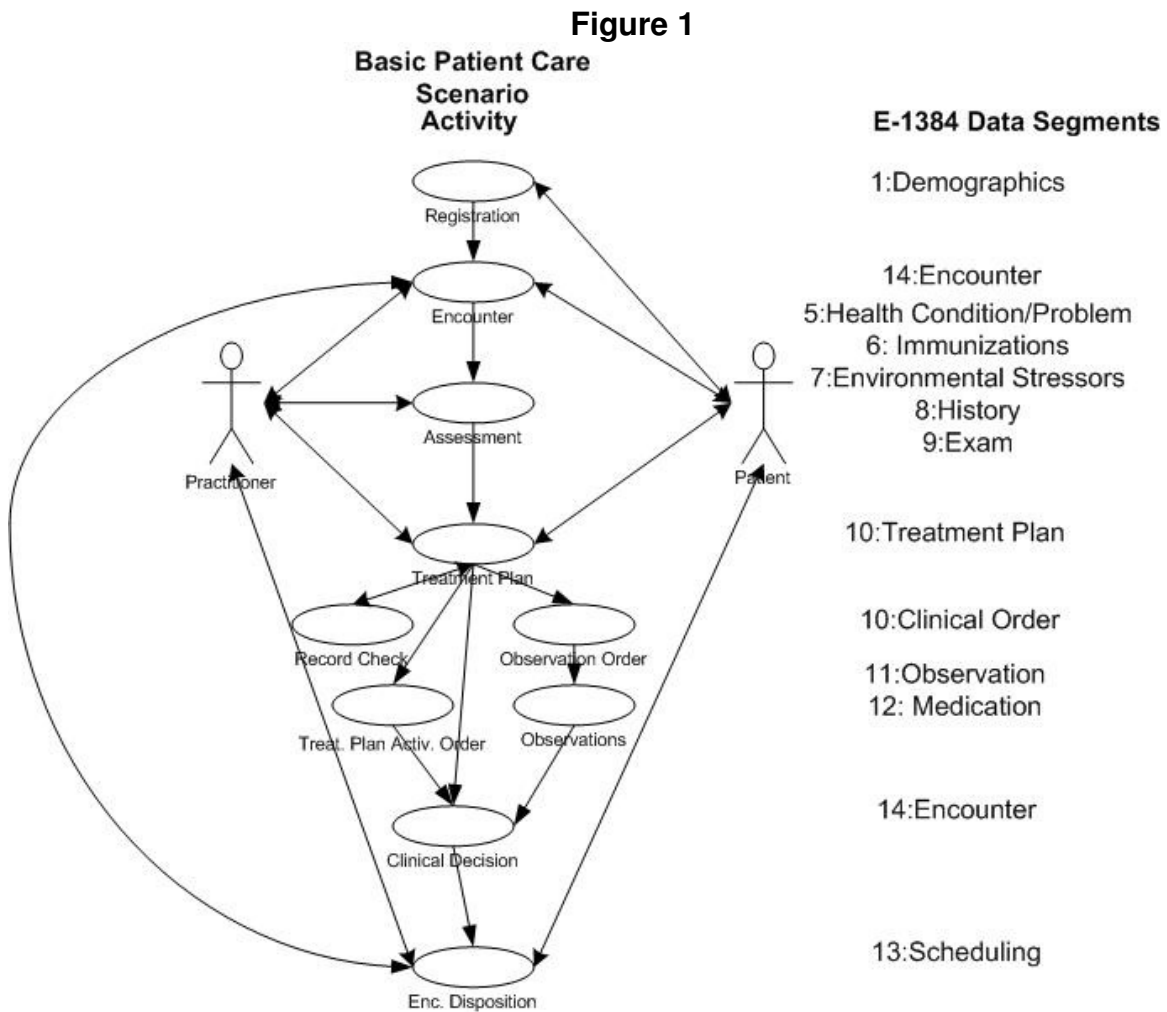 Figure 1
Basic Patient Care
Scenario
Activity
E-1384 Data Segments
1:Demographics
Registration
14:Encounter
Encounter
5:Health Condition/Problem
6: Immunizations
7:Environmental Stressors
8:History
Assessment
9:Exam
Practitioner
Patient
10:Treatment Plan
Treatment Plan
10:Clinical Order
Record Check
Observation Order
11:Observation
12: Medication
Treat. Plan Activ. Order
Observations
14:Encounter
Clinical Decision
13:Scheduling
Enc. Disposition